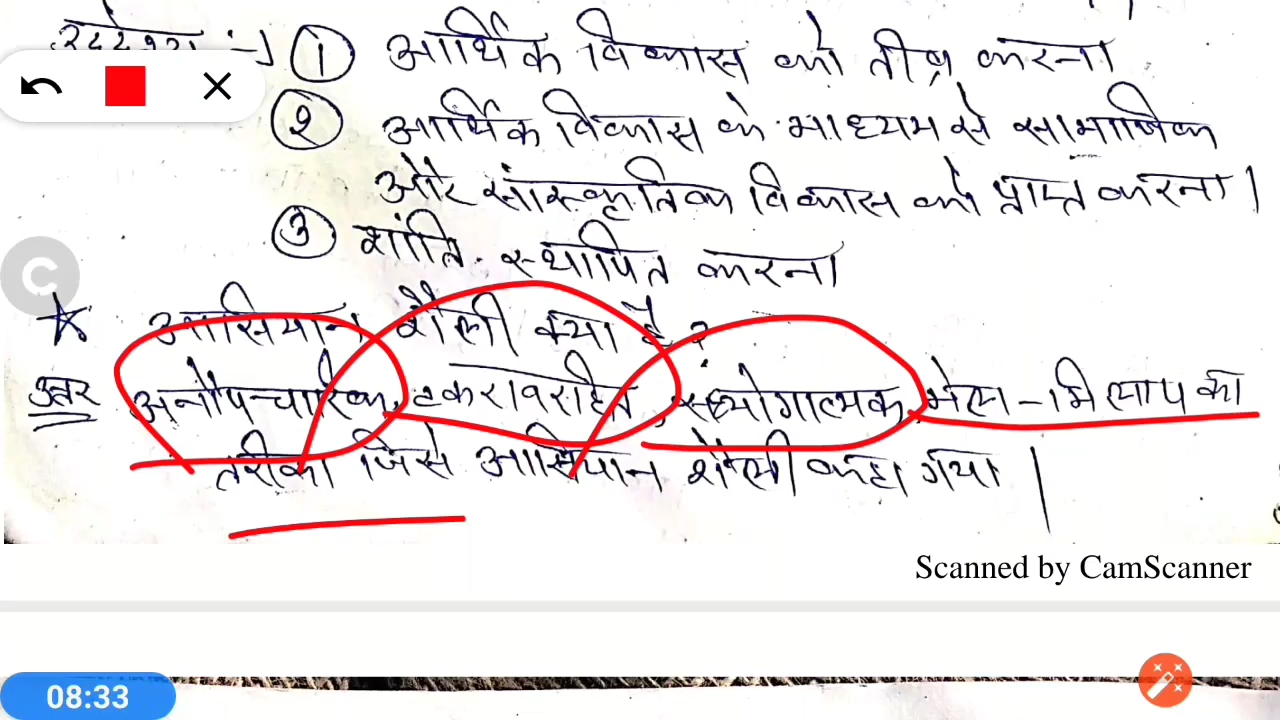 उद्देश्य :-) ① आर्थिक विकास को तीव्र करना
② आर्थिक विकास के माध्यम से सामाजिक
और सांस्कृतिक विकास को प्राप्त करना।
③ शांति स्थापित करना
☆ आसियान शैली क्या है ?
उत्तर अनौपचारिक, टकरावरहित, सहयोगात्मक मेल-मिलाप का
तरीका जिसे आसियान शैली कहा गया |
Scanned by CamScanner
08:33